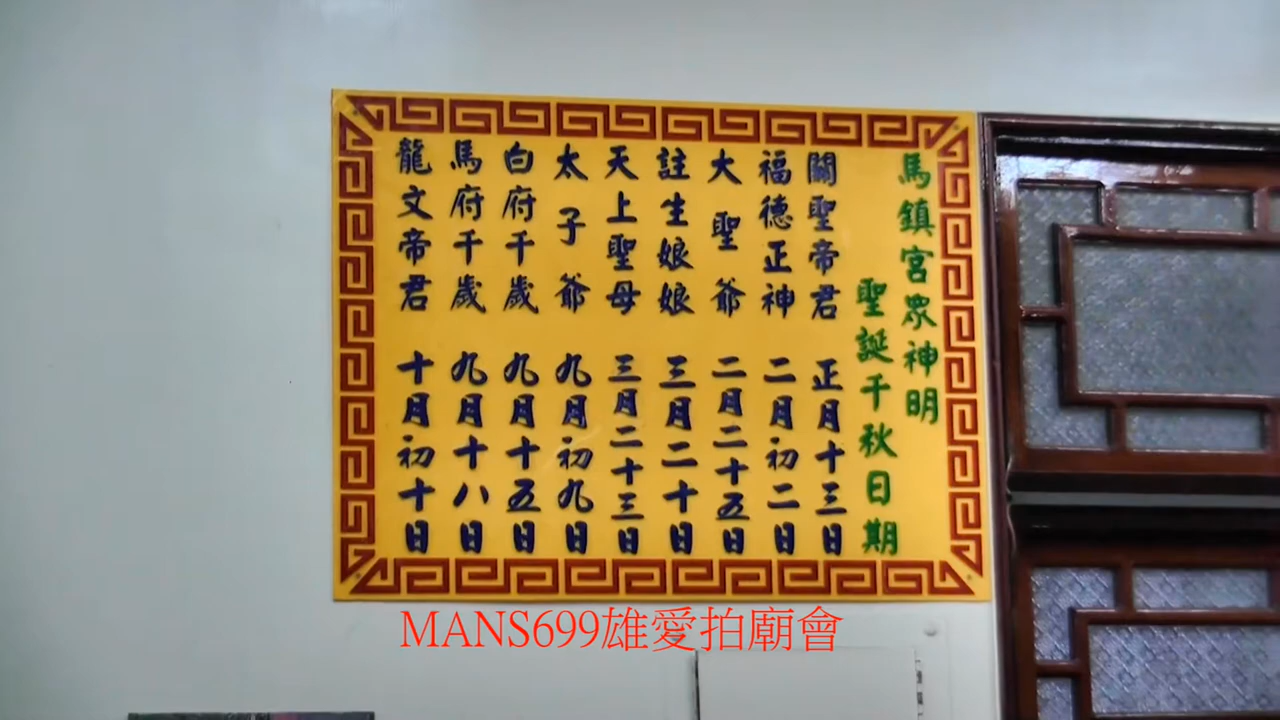 馬鎮宮眾神明
聖誕千秋日期
關聖帝君 正月十三日
福德正神 二月初二日
大聖爺 二月二十五日
註生娘娘 三月二十日
天上聖母 三月二十三日
太子爺 九月初九日
白府千歲 九月十五日
馬府千歲 九月十八日
龍文帝君 十月初十日
MANS699雄愛拍廟會